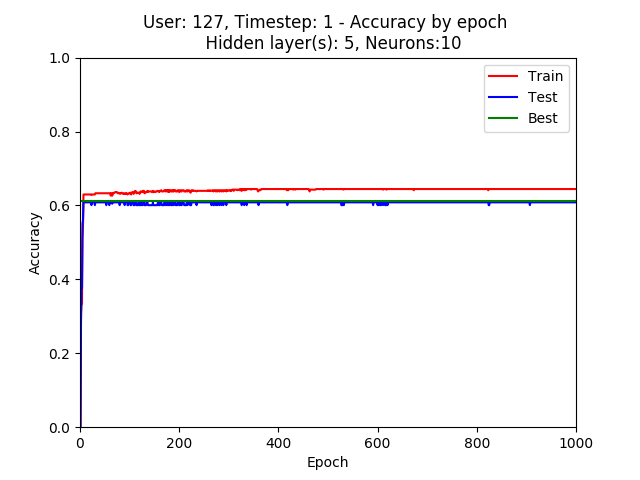 User: 127, Timestep: 1 - Accuracy by epoch
Hidden layer(s): 5, Neurons:10
1.0
0.8
0.6
0.4
0.2
0.0
Accuracy
Train
Test
Best
0 200 400 600 800 1000
Epoch